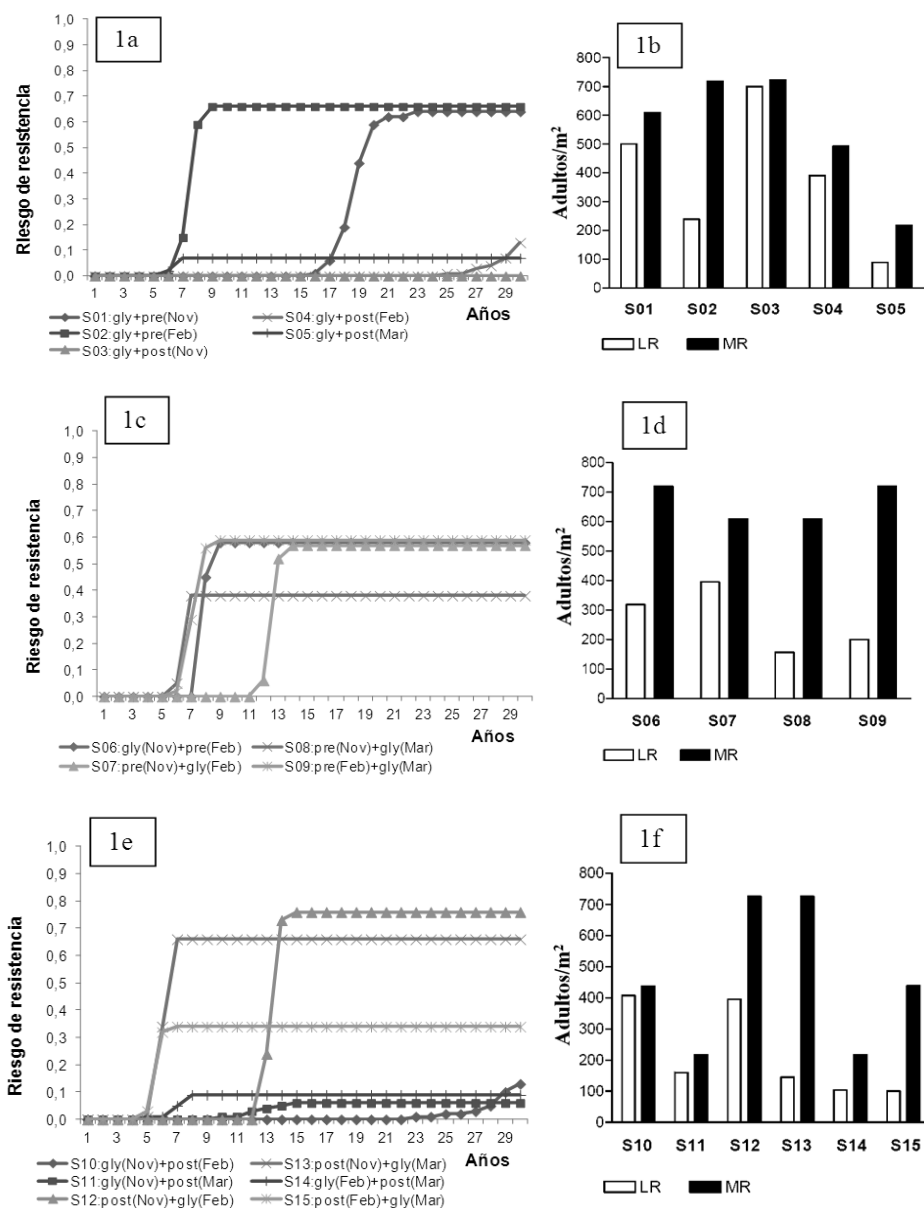 1a
1,0
0,9
0,8
0,7
0,6
0,5
0,4
0,3
0,2
0,1
0,0
Riesgo de resistencia
1 3 5 7 9 11 13 15 17 19 21 23 25 27 29
Años
S01:gly+pre(Nov)
S04:gly+post(Feb)
S02:gly+pre(Feb)
S05:gly+post(Mar)
S03:gly+post(Nov)
1b
800
700
600
500
400
300
200
100
0
Adultos/m²
S01 S02 S03 S04 S05
LR MR
1c
1,0
0,9
0,8
0,7
0,6
0,5
0,4
0,3
0,2
0,1
0,0
Riesgo de resistencia
1 3 5 7 9 11 13 15 17 19 21 23 25 27 29
Años
S06:gly(Nov)+pre(Feb)
S08:pre(Nov)+gly(Mar)
S07:pre(Nov)+gly(Feb)
S09:pre(Feb)+gly(Mar)
1d
800
700
600
500
400
300
200
100
0
Adultos/m²
S06 S07 S08 S09
LR MR
1e
1,0
0,9
0,8
0,7
0,6
0,5
0,4
0,3
0,2
0,1
0,0
Riesgo de resistencia
1 3 5 7 9 11 13 15 17 19 21 23 25 27 29
Años
S10:gly(Nov)+post(Feb)
S13:post(Nov)+gly(Mar)
S11:gly(Nov)+post(Mar)
S14:gly(Feb)+post(Mar)
S12:post(Nov)+gly(Feb)
S15:post(Feb)+gly(Mar)
1f
800
700
600
500
400
300
200
100
0
Adultos/m²
S10 S11 S12 S13 S14 S15
LR MR